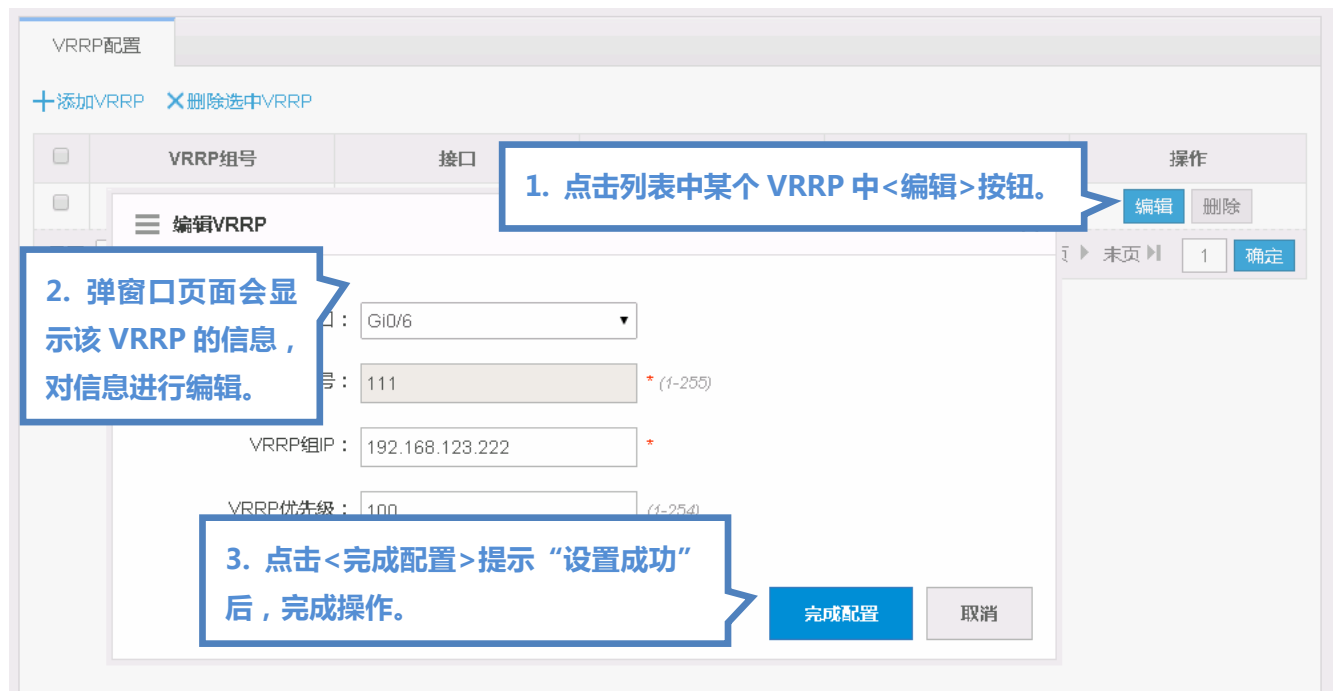 VRRP配置
添加VRRP 删除选中VRRP
VRRP组号 接口 操作
1. 点击列表中某个 VRRP 中<编辑>按钮。
编辑 删除
编辑VRRP
末页 1 确定
2. 弹窗口页面会显
示该 VRRP 的信息，
对信息进行编辑。
口： Gi0/6
号： 111 * (1-255)
VRRP组IP： 192.168.123.222 *
VRRP优先级： 100 (1-254)
3. 点击<完成配置>提示“设置成功”
后，完成操作。
完成配置 取消